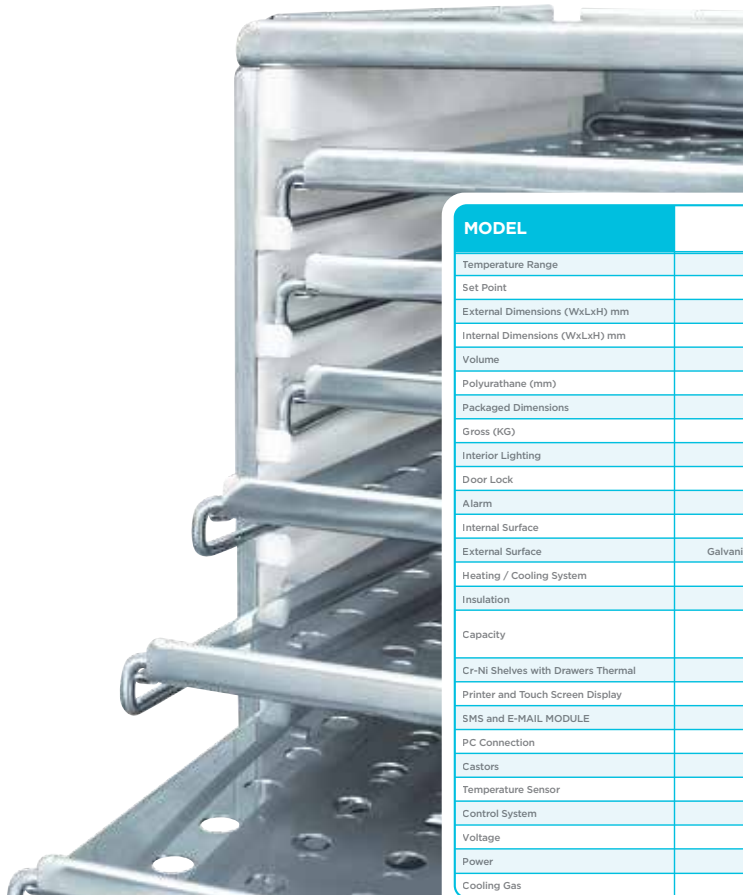 MODEL
Temperature Range
Set Point
External Dimensions (WxLxH) mm
Internal Dimensions (WxLxH) mm
Volume
Polyurathane (mm)
Packaged Dimensions
Gross (KG)
Interior Lighting
Door Lock
Alarm
Internal Surface
External Surface Galvani
Heating / Cooling System
Insulation
Capacity
Cr-Ni Shelves with Drawers Thermal
Printer and Touch Screen Display
SMS and E-MAIL MODULE
PC Connection
Castors
Temperature Sensor
Control System
Voltage
Power
Cooling Gas